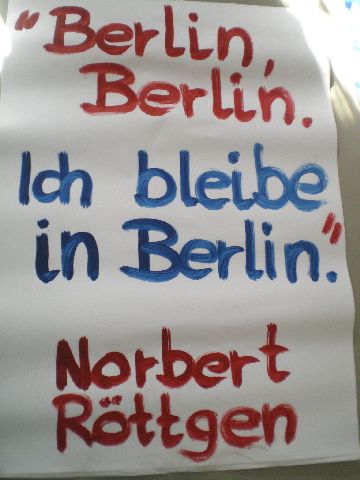 "Berlin,
Berlin.
Ich bleibe
in Berlin."
Norbert
Röttgen